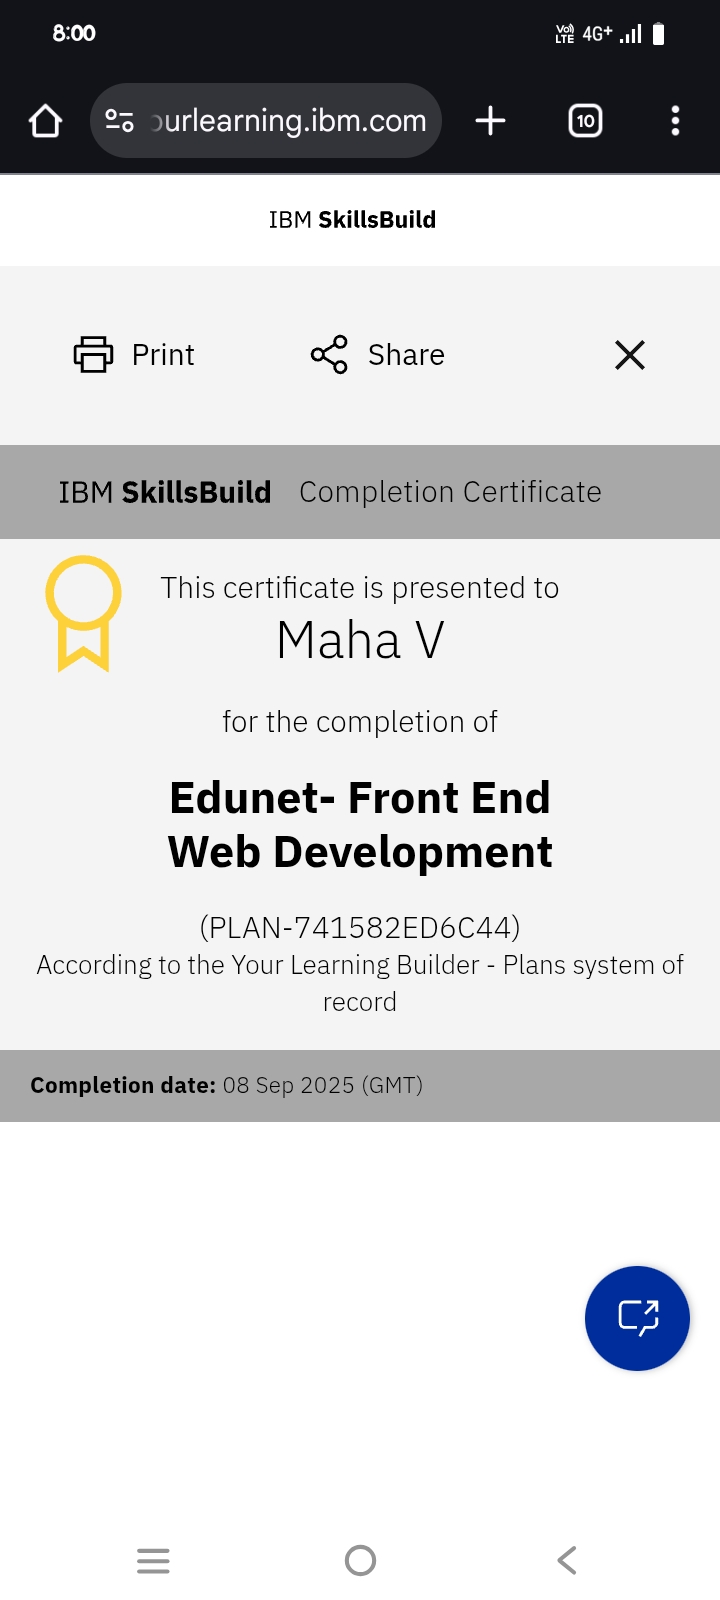 8:00
Vo) LTE 4G+
ourlearning.ibm.com
10
IBM SkillsBuild
Print
Share
IBM SkillsBuild Completion Certificate
This certificate is presented to
Maha V
for the completion of
Edunet- Front End
Web Development
(PLAN-741582ED6C44)
According to the Your Learning Builder - Plans system of
record
Completion date: 08 Sep 2025 (GMT)